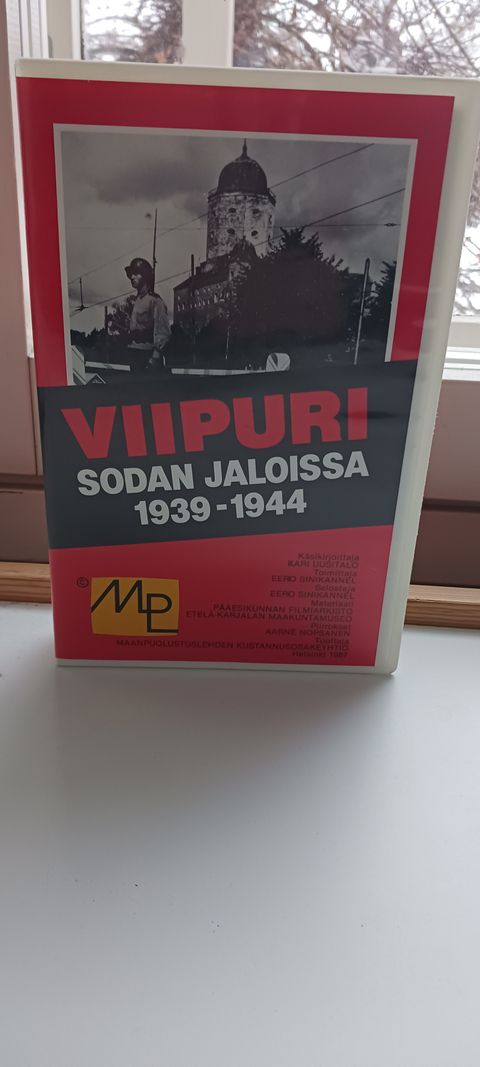 VIIPURI
SODAN JALOISSA
1939-1944
Käsikirjoittaja
KARI UUSITALO
Toimittaja
EERO SINIKANNEL
Selostaja
EERO SINIKANNEL
Materiaali
PÄÄESIKUNNAN FILMIARKISTO
ETELÄ-KARJALAN MAAKUNTAMUSEO
Piirrokset
AARNE NOPSANEN
Tuottaja
MAANPUOLUSTUSLEHDEN KUSTANNUSOSAKEYHTIÖ
Helsinki 1987
© MPL